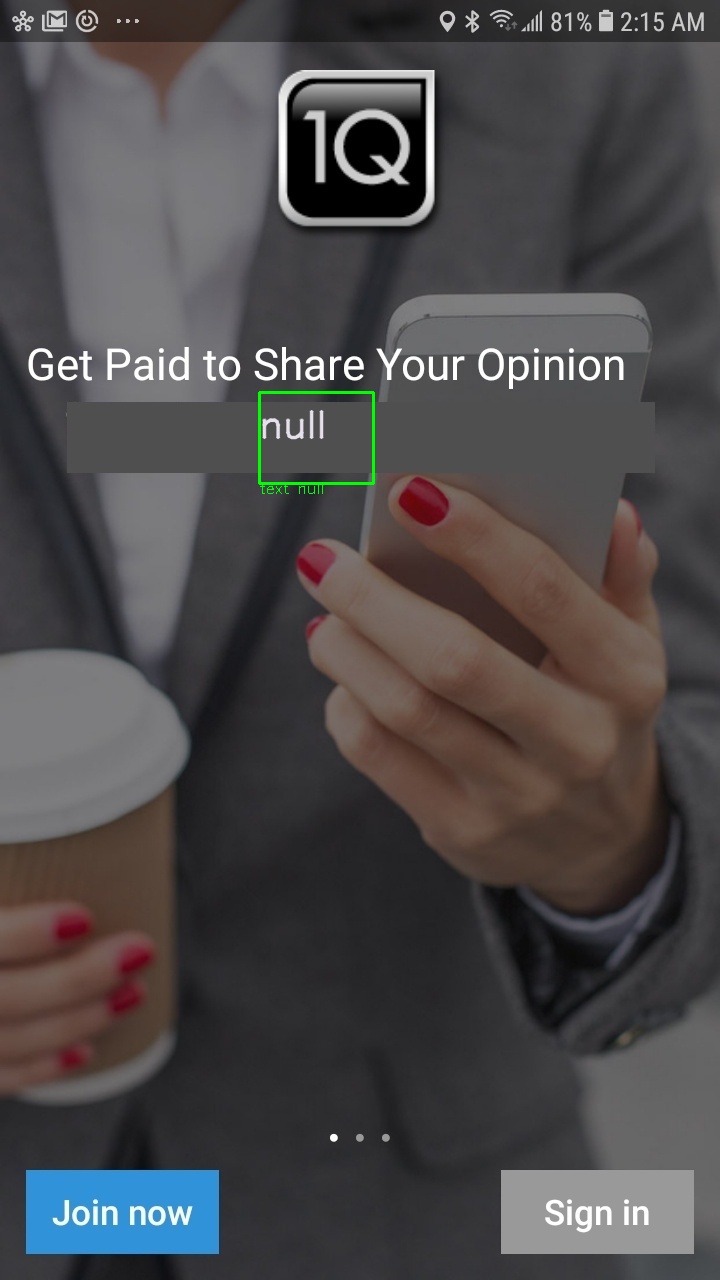 81% 2:15 AM
1Q
Get Paid to Share Your Opinion
null
text null
Join now
Sign in